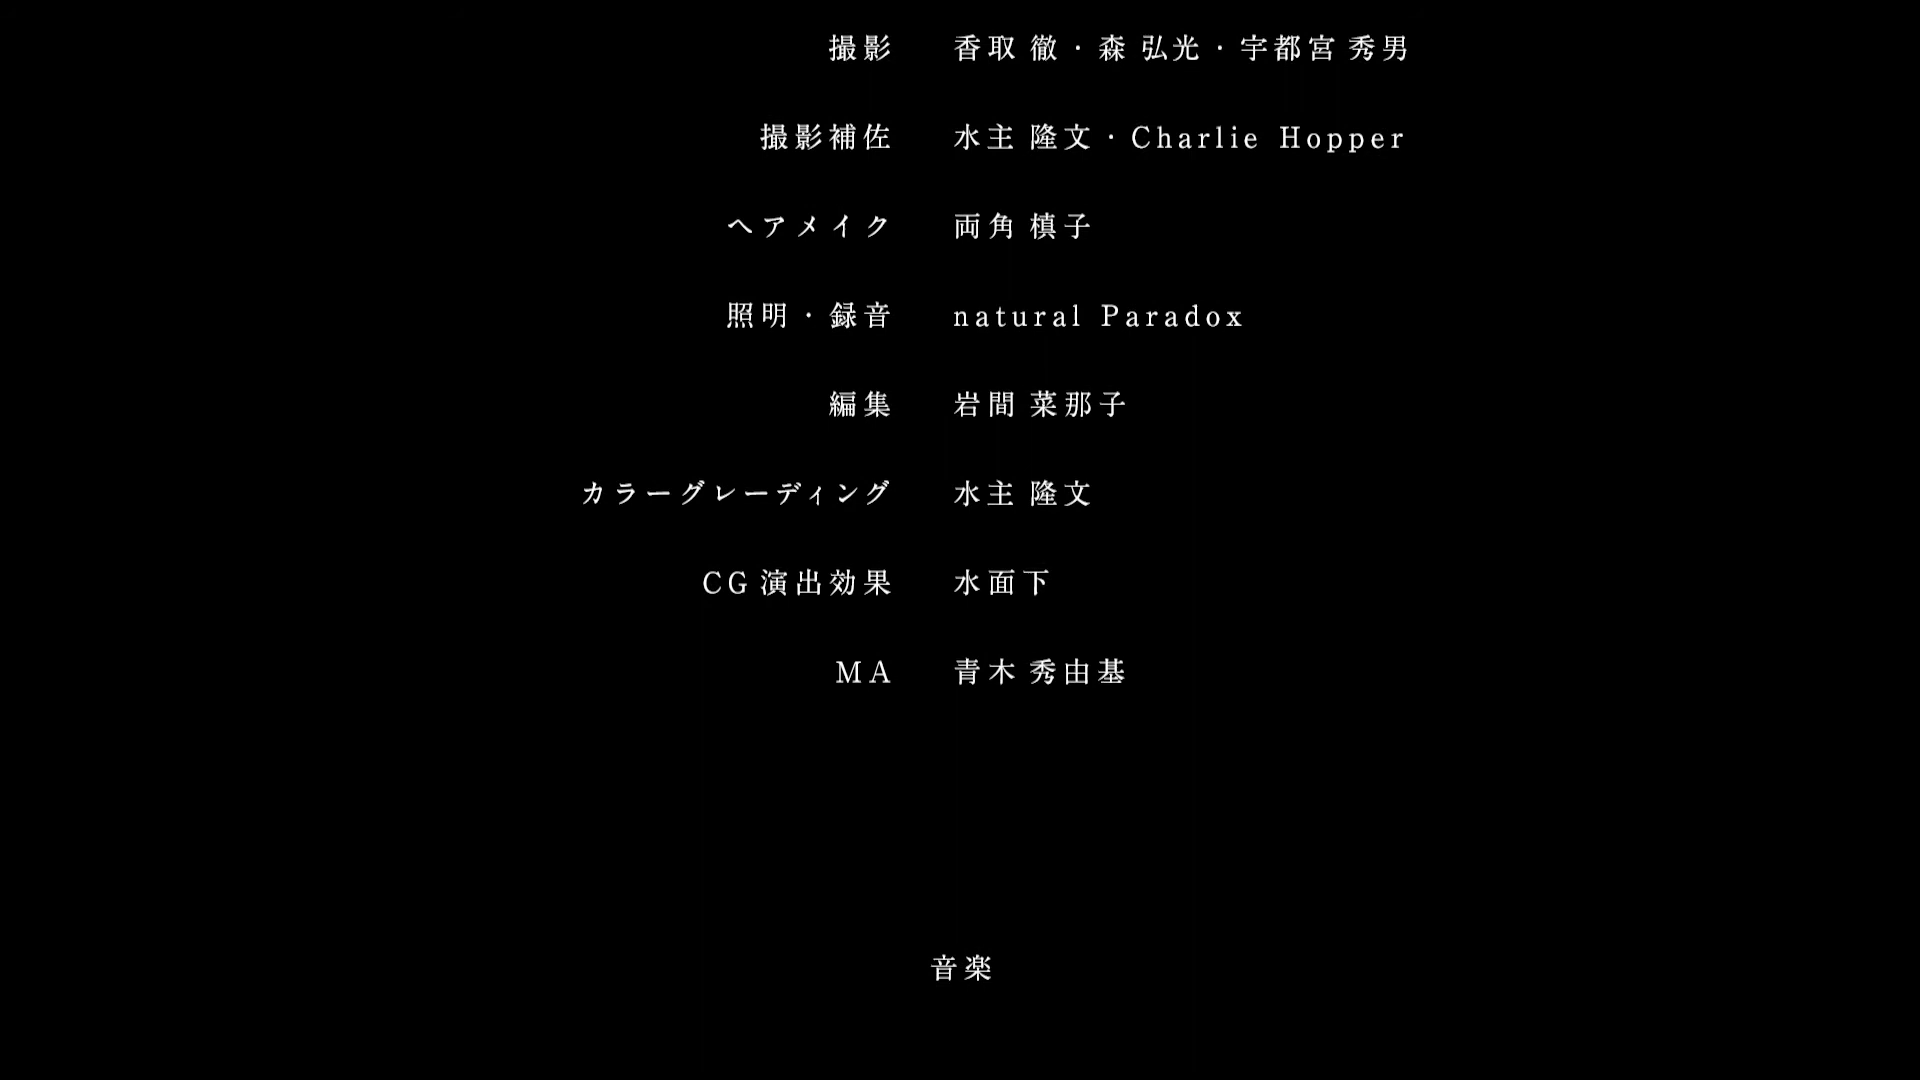 撮影 香取 徹・森 弘光・宇都宮 秀男
撮影補佐 水主 隆文・Charlie Hopper
ヘアメイク 両角 槙子
照明・録音 natural Paradox
編集 岩間 菜那子
カラーグレーディング 水主 隆文
CG演出効果 水面下
MA 青木 秀由基
音楽